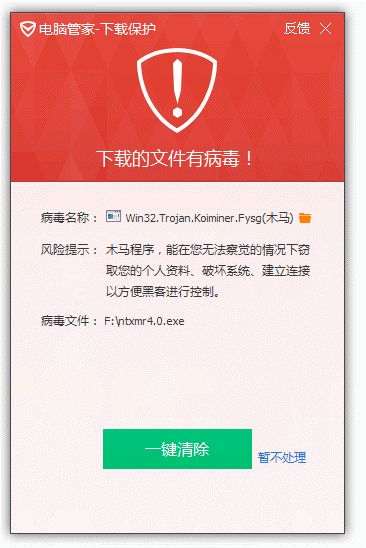 电脑管家-下载保护 反馈
下载的文件有病毒！
病毒名称： Win32.Trojan.Koiminer.Fysg(木马)
风险提示： 木马程序，能在您无法察觉的情况下窃
取您的个人资料、破坏系统、建立连接
以方便黑客进行控制。
病毒文件： F:\ntxmr4.0.exe
一键清除
暂不处理